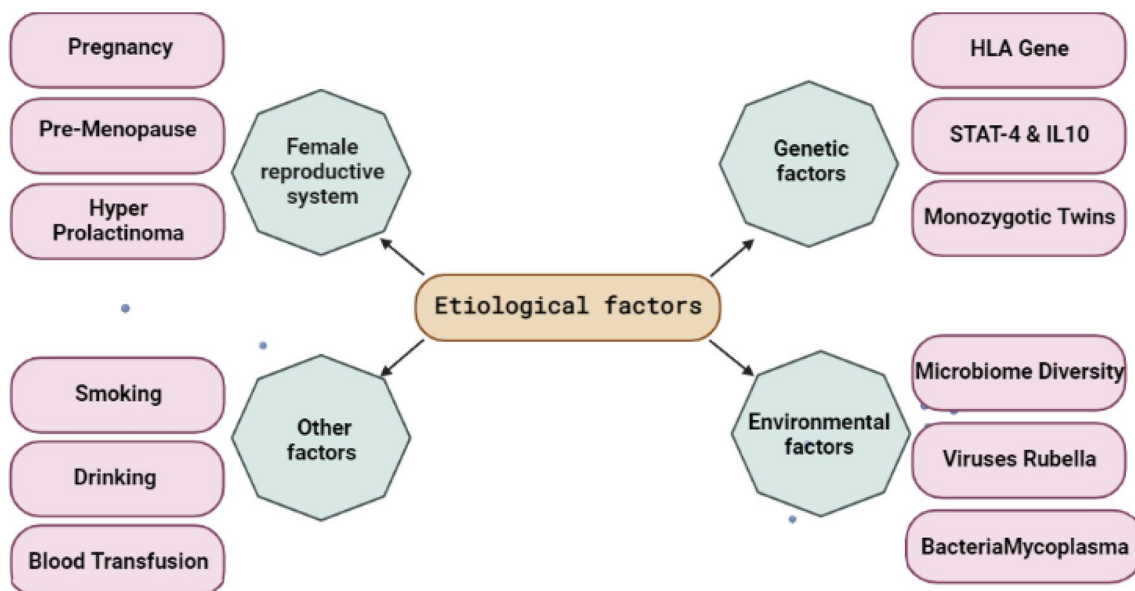 Pregnancy
Pre-Menopause
Hyper
Prolactinoma
Female
reproductive
system
Genetic
factors
HLA Gene
STAT-4 & IL10
Monozygotic Twins
Etiological factors
Smoking
Drinking
Blood Transfusion
Other
factors
Environmental
factors
Microbiome Diversity
Viruses Rubella
BacteriaMycoplasma